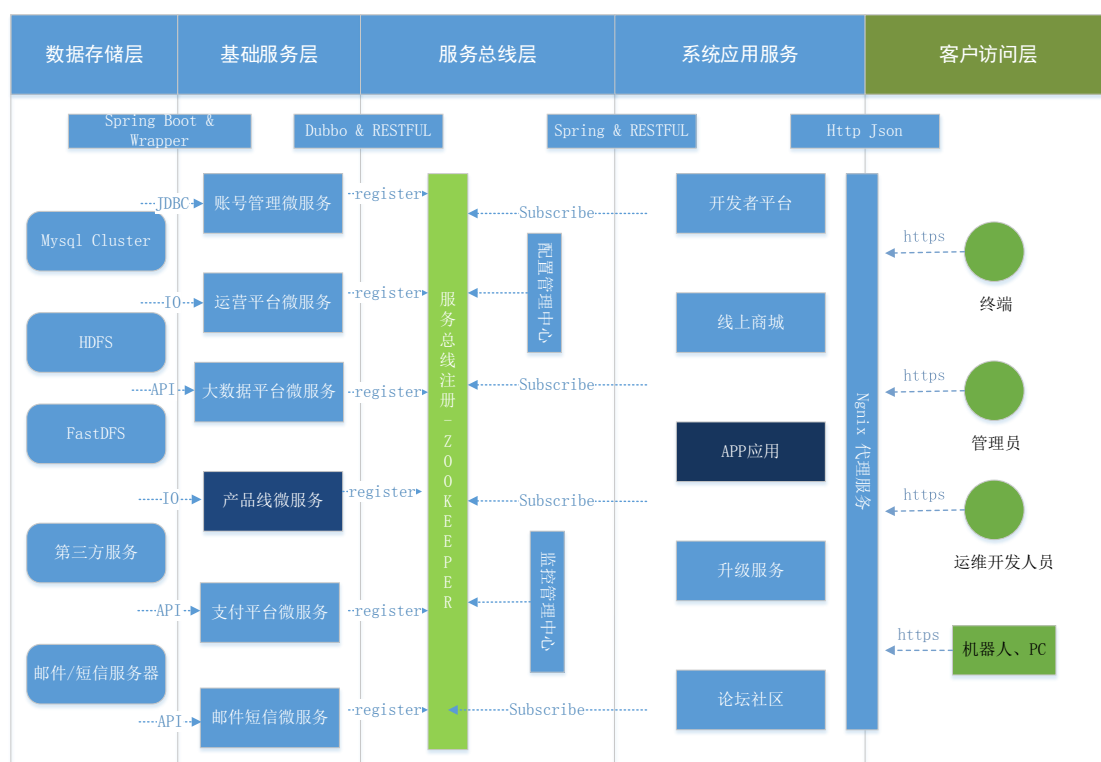 数据存储层
基础服务层
服务总线层
系统应用服务
客户访问层
Spring Boot &
Wrapper
Dubbo & RESTFUL
Spring & RESTFUL
Http Json
Mysql Cluster
HDFS
FastDFS
第三方服务
邮件/短信服务器
JDBC
IO
API
IO
API
API
账号管理微服务
运营平台微服务
大数据平台微服务
产品线微服务
支付平台微服务
邮件短信微服务
register
register
register
register
register
register
服务总线注册-ZOOKEEPER
Subscribe
配置管理中心
Subscribe
Subscribe
监控管理中心
Subscribe
开发者平台
线上商城
APP应用
升级服务
论坛社区
Ngnix 代理服务
https
终端
https
管理员
https
运维开发人员
https
机器人、PC